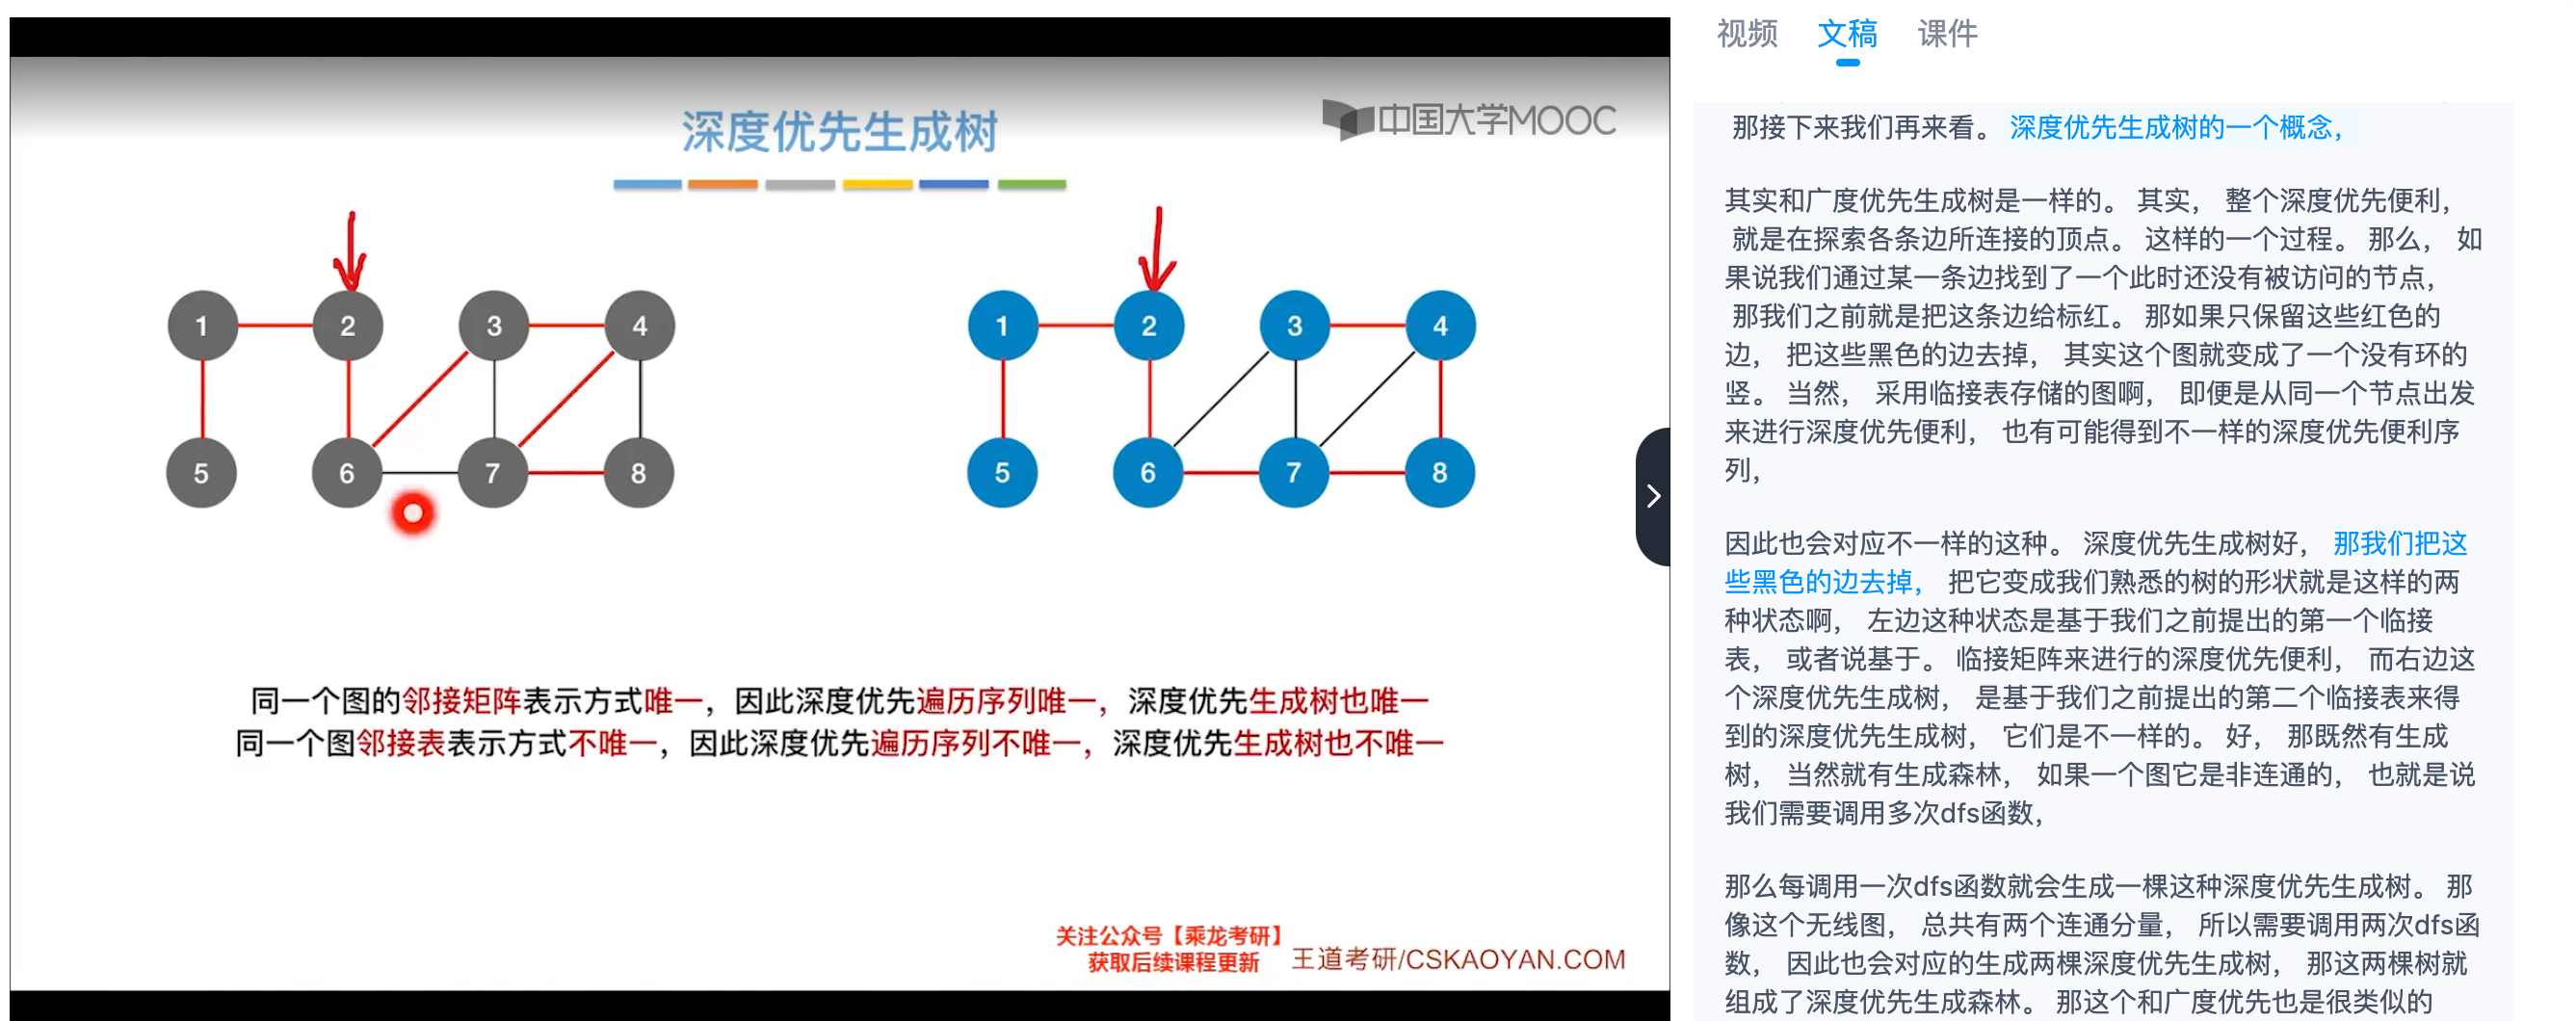 深度优先生成树
中国大学MOOC
1
2
3
4
5
6
7
8
1
2
3
4
5
6
7
8
同一个图的邻接矩阵表示方式唯一，因此深度优先遍历序列唯一，深度优先生成树也唯一
同一个图邻接表表示方式不唯一，因此深度优先遍历序列不唯一，深度优先生成树也不唯一
关注公众号【乘龙考研】
获取后续课程更新
王道考研/CSKAOYAN.COM
视频 文稿 课件
那接下来我们再来看。 深度优先生成树的一个概念，
其实和广度优先生成树是一样的。 其实， 整个深度优先便利，
就是在探索各条边所连接的顶点。 这样的一个过程。 那么， 如
果说我们通过某一条边找到了一个此时还没有被访问的节点，
那我们之前就是把这条边给标红。 那如果只保留这些红色的
边， 把这些黑色的边去掉， 其实这个图就变成了一个没有环的
竖。 当然， 采用临接表存储的图啊， 即便是从同一个节点出发
来进行深度优先便利， 也有可能得到不一样的深度优先便利序
列，
因此也会对应不一样的这种。 深度优先生成树好， 那我们把这
些黑色的边去掉， 把它变成我们熟悉的树的形状就是这样的两
种状态啊， 左边这种状态是基于我们之前提出的第一个临接
表， 或者说基于。 临接矩阵来进行的深度优先便利， 而右边这
个深度优先生成树， 是基于我们之前提出的第二个临接表来得
到的深度优先生成树， 它们是不一样的。 好， 那既然有生成
树， 当然就有生成森林， 如果一个图它是非连通的， 也就是说
我们需要调用多次dfs函数，
那么每调用一次dfs函数就会生成一棵这种深度优先生成树。 那
像这个无线图， 总共有两个连通分量， 所以需要调用两次dfs函
数， 因此也会对应的生成两棵深度优先生成树， 那这两棵树就
组成了深度优先生成森林。 那这个和广度优先也是很类似的